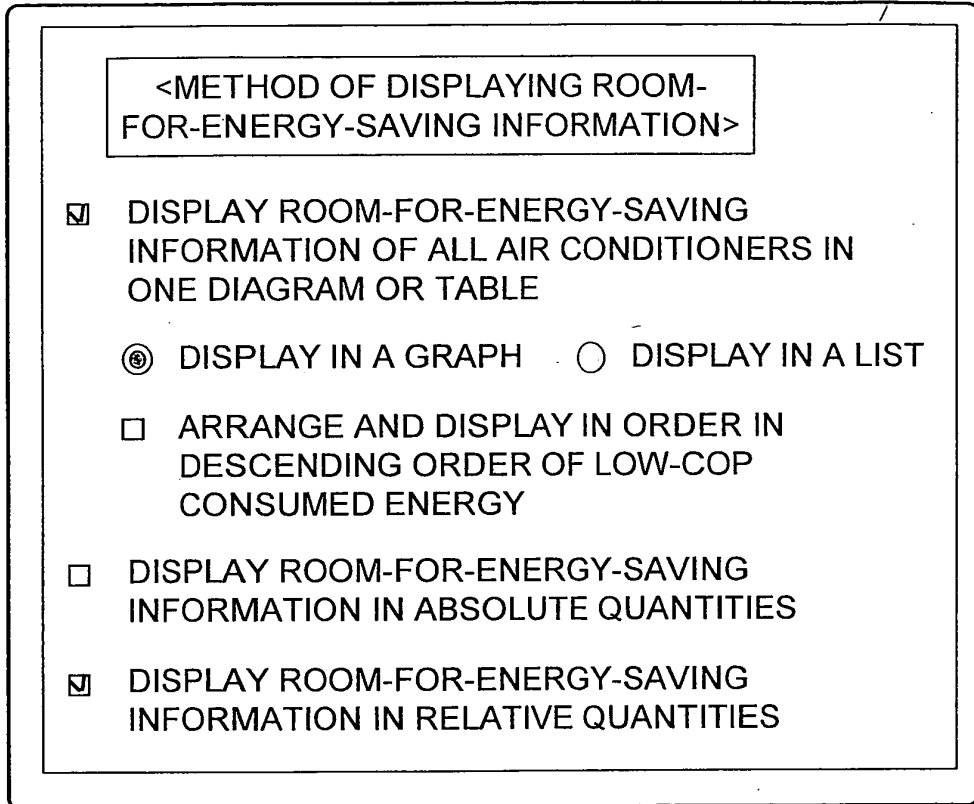 <METHOD OF DISPLAYING ROOM-
FOR-ENERGY-SAVING INFORMATION>
DISPLAY ROOM-FOR-ENERGY-SAVING
INFORMATION OF ALL AIR CONDITIONERS IN
ONE DIAGRAM OR TABLE
DISPLAY IN A GRAPH DISPLAY IN A LIST
ARRANGE AND DISPLAY IN ORDER IN
DESCENDING ORDER OF LOW-COP
CONSUMED ENERGY
DISPLAY ROOM-FOR-ENERGY-SAVING
INFORMATION IN ABSOLUTE QUANTITIES
DISPLAY ROOM-FOR-ENERGY-SAVING
INFORMATION IN RELATIVE QUANTITIES